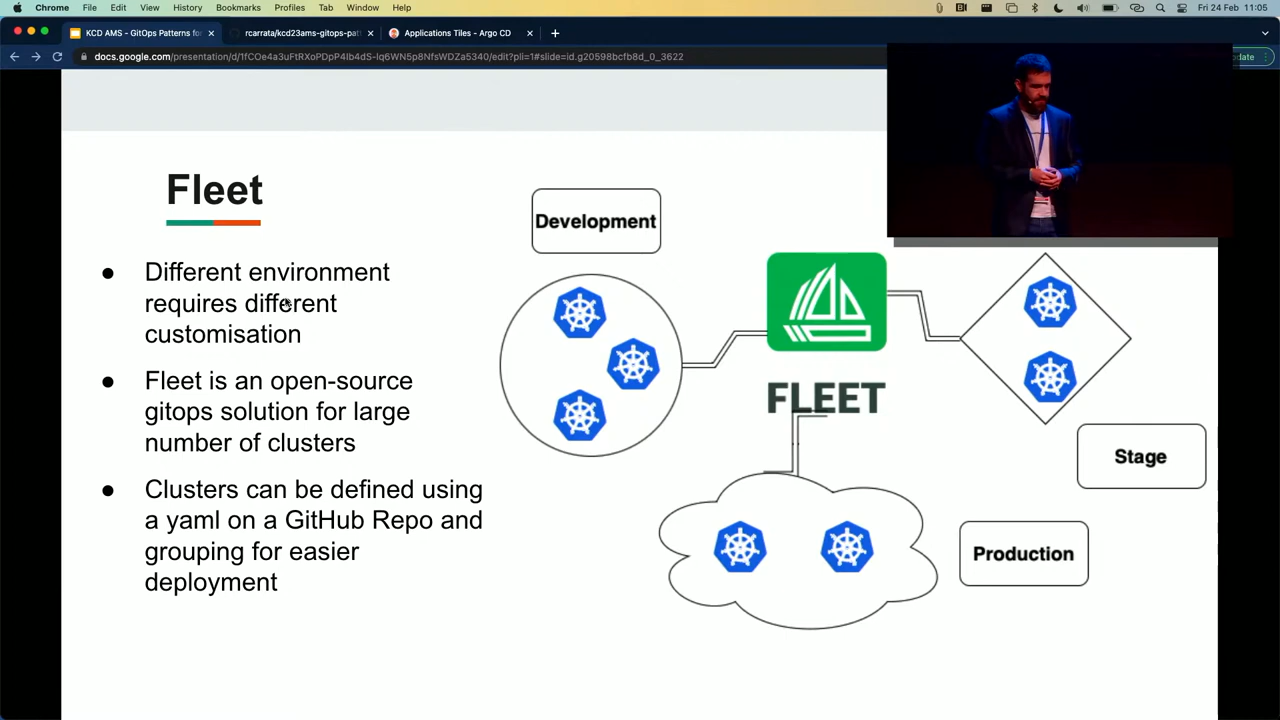 Chrome File Edit View History Bookmarks Profiles Tab Window Help Fri 24 Feb 11:05
KCD AMS - GitOps Patterns for rcarrata/kcd23ams-gitops-pat Applications Tiles - Argo CD
docs.google.com/presentation/d/1fCOe4a3uFtRXoPDpP4Ib4dS-Iq6WN5p8NfsWDZa5340/edit?pli=1#slide=id.g20598bcfb8d_0_3622
Fleet
Different environment
requires different
customisation
Fleet is an open-source
gitops solution for large
number of clusters
Clusters can be defined using
a yaml on a GitHub Repo and
grouping for easier
deployment
Development
FLEET
Stage
Production